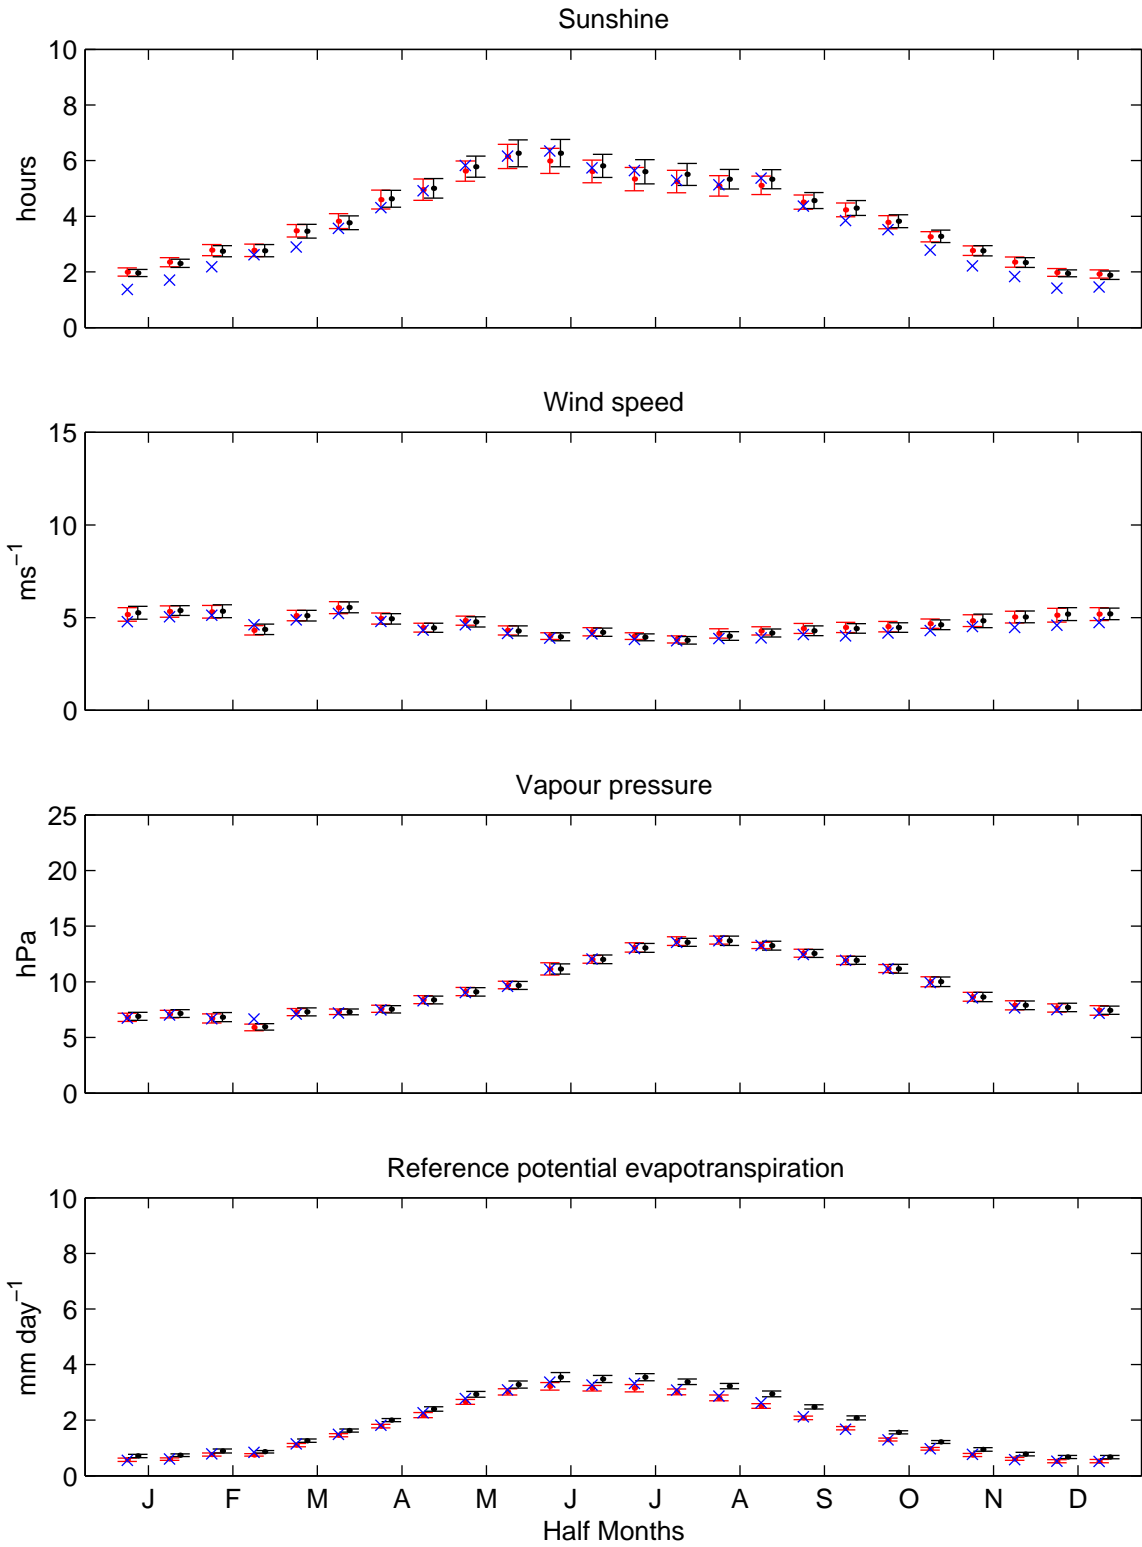 Sunshine
10
8
6
4
2
0
hours
Wind speed
15
10
5
0
ms⁻¹
Vapour pressure
25
20
15
10
5
0
hPa
Reference potential evapotranspiration
10
8
6
4
2
0
mm day⁻¹
J F M A M J J A S O N D
Half Months